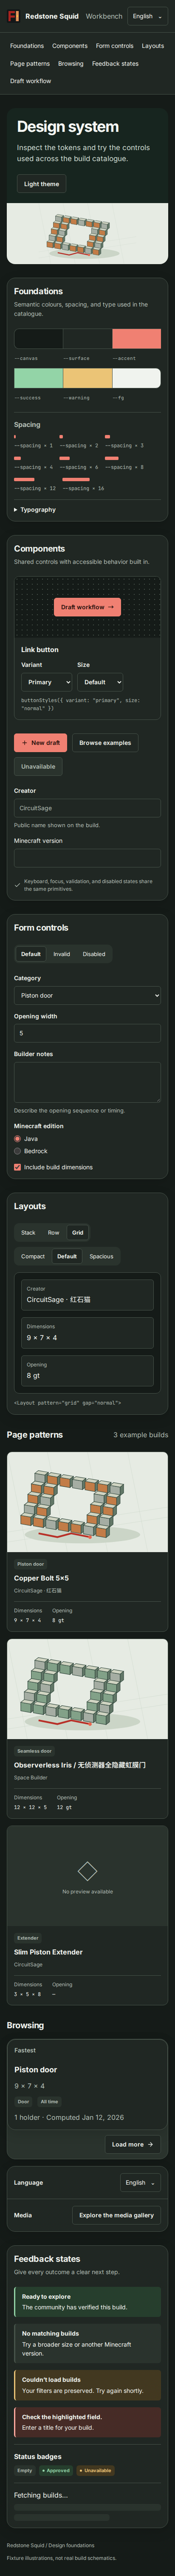 Redstone Squid
Workbench
English
Foundations
Components
Form controls
Layouts
Page patterns
Browsing
Feedback states
Draft workflow
Design system
Inspect the tokens and try the controls
used across the build catalogue.
Light theme
Foundations
Semantic colours, spacing, and type used in the
catalogue.
--canvas
--surface
--accent
--success
--warning
--fg
Spacing
--spacing × 1
--spacing × 2
--spacing × 3
--spacing × 4
--spacing × 6
--spacing × 8
--spacing × 12
--spacing × 16
Typography
Components
Shared controls with accessible behavior built in.
Draft workflow →
Link button
Variant
Size
Primary
Default
buttonStyles({ variant: "primary", size:
"normal" })
+ New draft
Browse examples
Unavailable
Creator
CircuitSage
Public name shown on the build.
Minecraft version
Keyboard, focus, validation, and disabled states share
the same primitives.
Form controls
Default
Invalid
Disabled
Category
Piston door
Opening width
5
Builder notes
Describe the opening sequence or timing.
Minecraft edition
Java
Bedrock
Include build dimensions
Layouts
Stack
Row
Grid
Compact
Default
Spacious
Creator
CircuitSage · 红石猫
Dimensions
9 × 7 × 4
Opening
8 gt
<Layout pattern="grid" gap="normal">
Page patterns
3 example builds
Piston door
Copper Bolt 5×5
CircuitSage · 红石猫
Dimensions
Opening
9 × 7 × 4
8 gt
Seamless door
Observerless Iris / 无侦测器全隐藏虹膜门
Space Builder
Dimensions
Opening
12 × 12 × 5
12 gt
No preview available
Extender
Slim Piston Extender
CircuitSage
Dimensions
Opening
3 × 5 × 8
—
Browsing
Fastest
Piston door
9 × 7 × 4
Door
All time
1 holder · Computed Jan 12, 2026
Load more →
Language
English
Media
Explore the media gallery
Feedback states
Give every outcome a clear next step.
Ready to explore
The community has verified this build.
No matching builds
Try a broader size or another Minecraft
version.
Couldn't load builds
Your filters are preserved. Try again shortly.
Check the highlighted field.
Enter a title for your build.
Status badges
Empty
Approved
Unavailable
Fetching builds…
Redstone Squid / Design foundations
Fixture illustrations, not real build schematics.